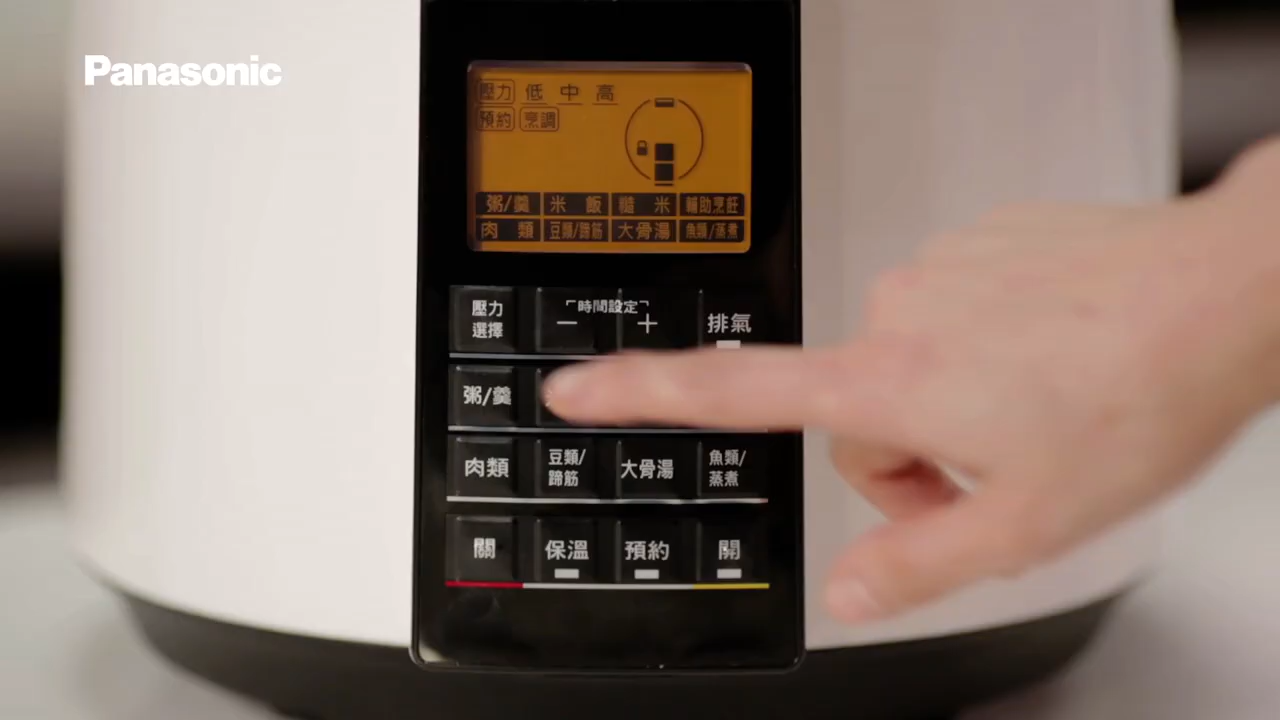 Panasonic
壓力 低 中 高
預約 烹調
粥/羹 米 飯 糙 米 輔助烹飪
肉 類 豆類/蹄筋 大骨湯 魚類/蒸煮
壓力
選擇
時間設定
− +
排氣
粥/羹
肉類
豆類/
蹄筋
大骨湯
魚類/
蒸煮
關 保溫 預約 開